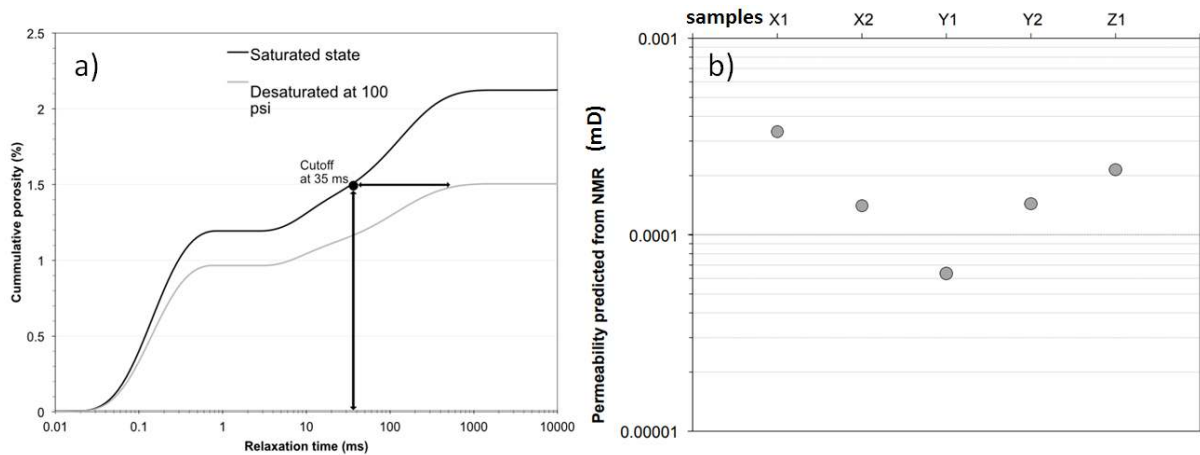 a)
Saturated state
Desaturated at 100
psi
Cutoff
at 35 ms
Cummulative porosity (%)
2.5
2
1.5
1
0.5
0
0.01 0.1 1 10 100 1000 10000
Relaxation time (ms)
samples X1 X2 Y1 Y2 Z1
b)
Permeability predicted from NMR (mD)
0.001
0.0001
0.00001